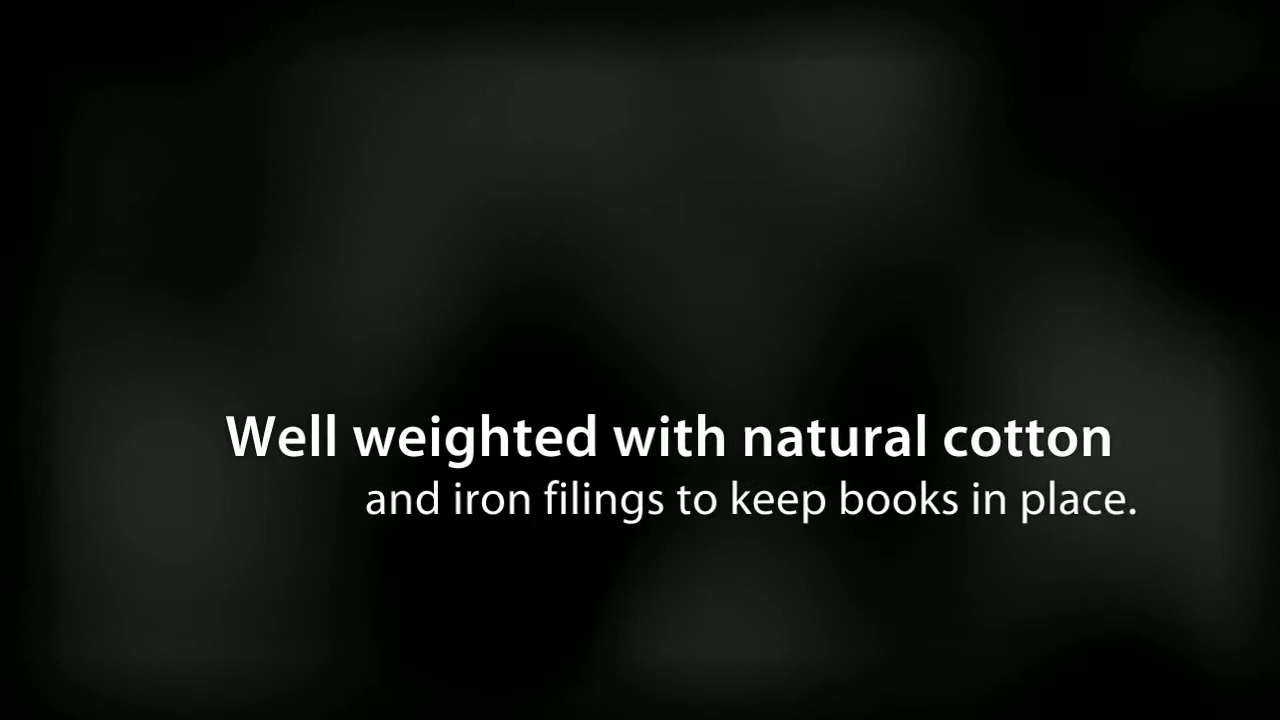 Well weighted with natural cotton
and iron filings to keep books in place.